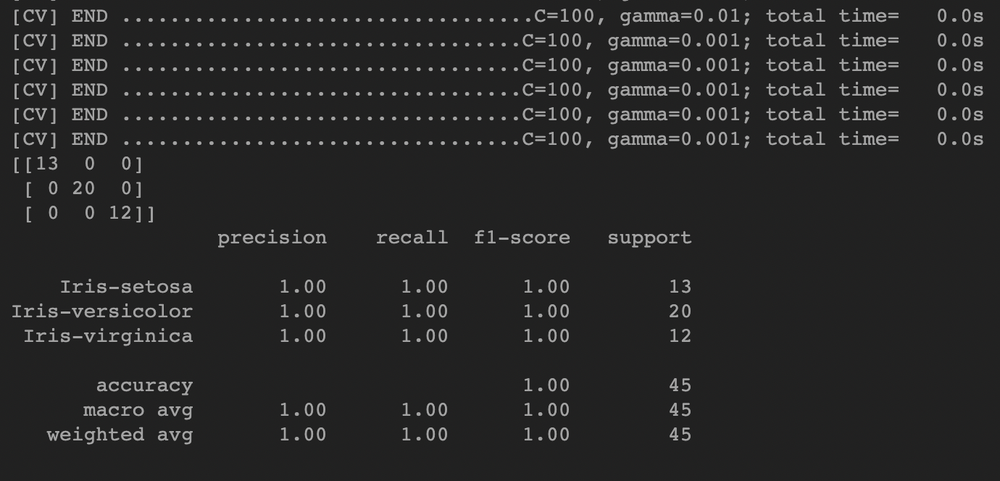 [CV] END ..................................C=100, gamma=0.01; total time=   0.0s
[CV] END .................................C=100, gamma=0.001; total time=   0.0s
[CV] END .................................C=100, gamma=0.001; total time=   0.0s
[CV] END .................................C=100, gamma=0.001; total time=   0.0s
[CV] END .................................C=100, gamma=0.001; total time=   0.0s
[CV] END .................................C=100, gamma=0.001; total time=   0.0s
[[13  0  0]
 [ 0 20  0]
 [ 0  0 12]]
                 precision    recall  f1-score   support
    Iris-setosa       1.00      1.00      1.00        13
Iris-versicolor       1.00      1.00      1.00        20
 Iris-virginica       1.00      1.00      1.00        12
       accuracy                           1.00        45
      macro avg       1.00      1.00      1.00        45
   weighted avg       1.00      1.00      1.00        45